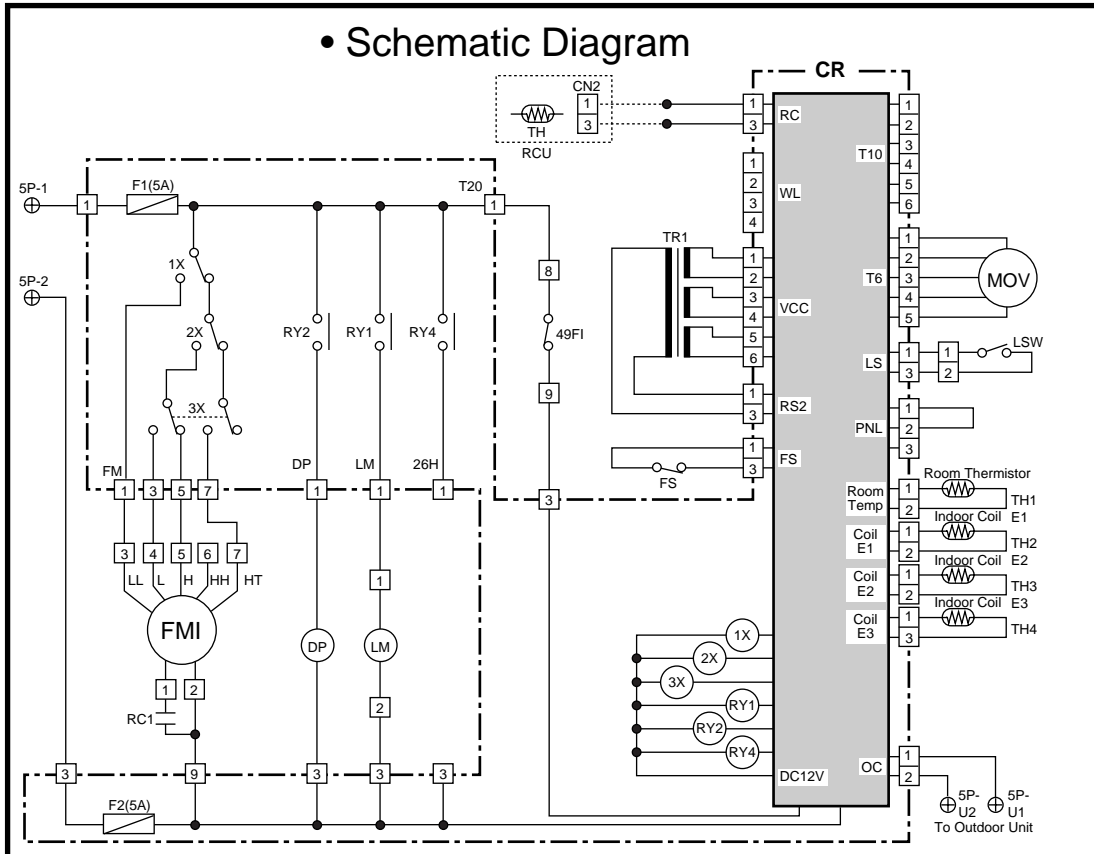 • Schematic Diagram
CR
CN2
1
3
TH
RCU
1
3
RC
1
2
3
4
WL
TR1
1
2
3
4
5
6
VCC
1
3
RS2
1
3
FS
FS
1
2
3
4
5
6
T10
1
2
3
4
5
T6
MOV
1
3
LS
1
2
LSW
1
2
3
PNL
Room Thermistor
Room
Temp
1
2
TH1
Indoor Coil E1
Coil
E1
1
2
TH2
Indoor Coil E2
Coil
E2
1
2
TH3
Indoor Coil E3
Coil
E3
1
3
TH4
5P-1
1
F1(5A)
T20
1
5P-2
1X
2X
3X
RY2
RY1
RY4
8
49FI
9
3
FM
1
3
5
7
DP
1
LM
1
26H
1
3
4
5
6
7
LL
L
H
HH
HT
FMI
1
2
RC1
DP
1
LM
2
3
9
3
3
3
F2(5A)
1X
2X
3X
RY1
RY2
RY4
DC12V
OC
1
2
5P-
U2
5P-
U1
To Outdoor Unit